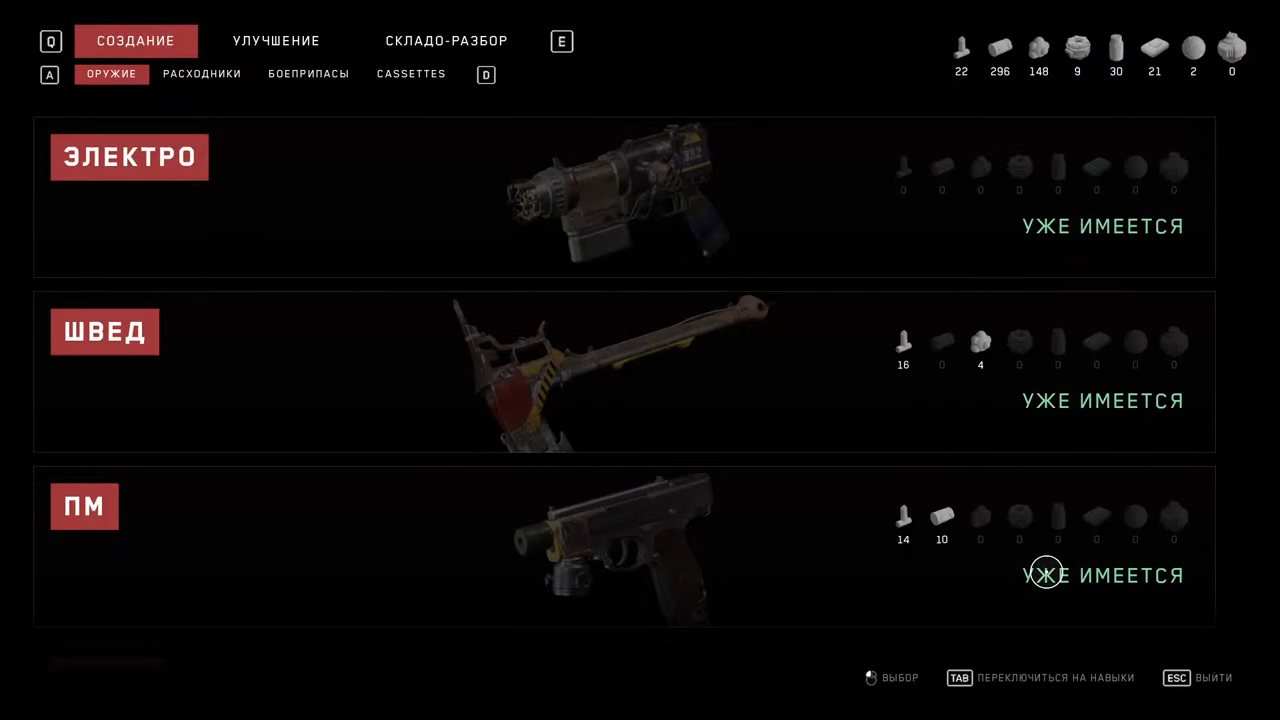 Q СОЗДАНИЕ УЛУЧШЕНИЕ СКЛАДО-РАЗБОР E
A ОРУЖИЕ РАСХОДНИКИ БОЕПРИПАСЫ CASSETTES D
22 296 148 9 30 21 2 0
ЭЛЕКТРО
332
0 0 0 0 0 0 0 0
УЖЕ ИМЕЕТСЯ
ШВЕД
16 0 4 0 0 0 0 0
УЖЕ ИМЕЕТСЯ
ПМ
14 10 0 0 0 0 0 0
УЖЕ ИМЕЕТСЯ
ВЫБОР TAB ПЕРЕКЛЮЧИТЬСЯ НА НАВЫКИ ESC ВЫЙТИ